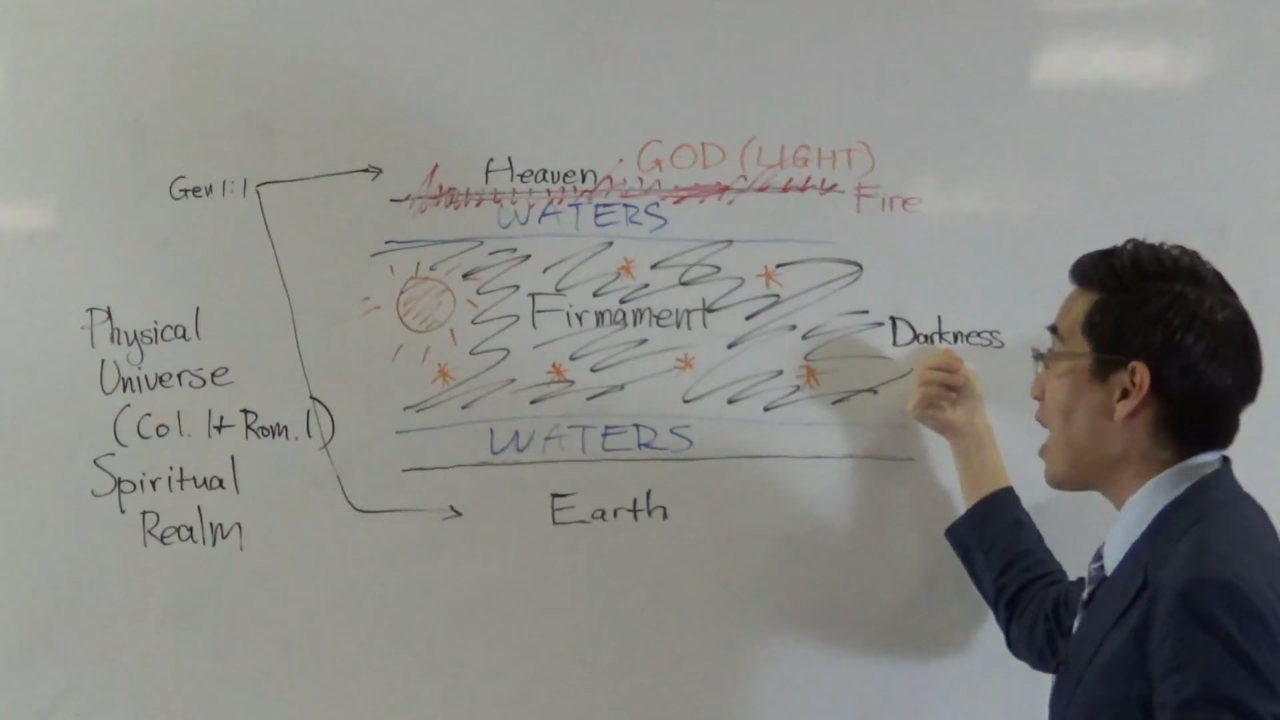 GOD (LIGHT)
Heaven
Gen 1:1
Fire
WATERS
Firmament
Darkness
Physical
Universe
(Col. 1 + Rom. 1)
WATERS
Spiritual
Realm
Earth